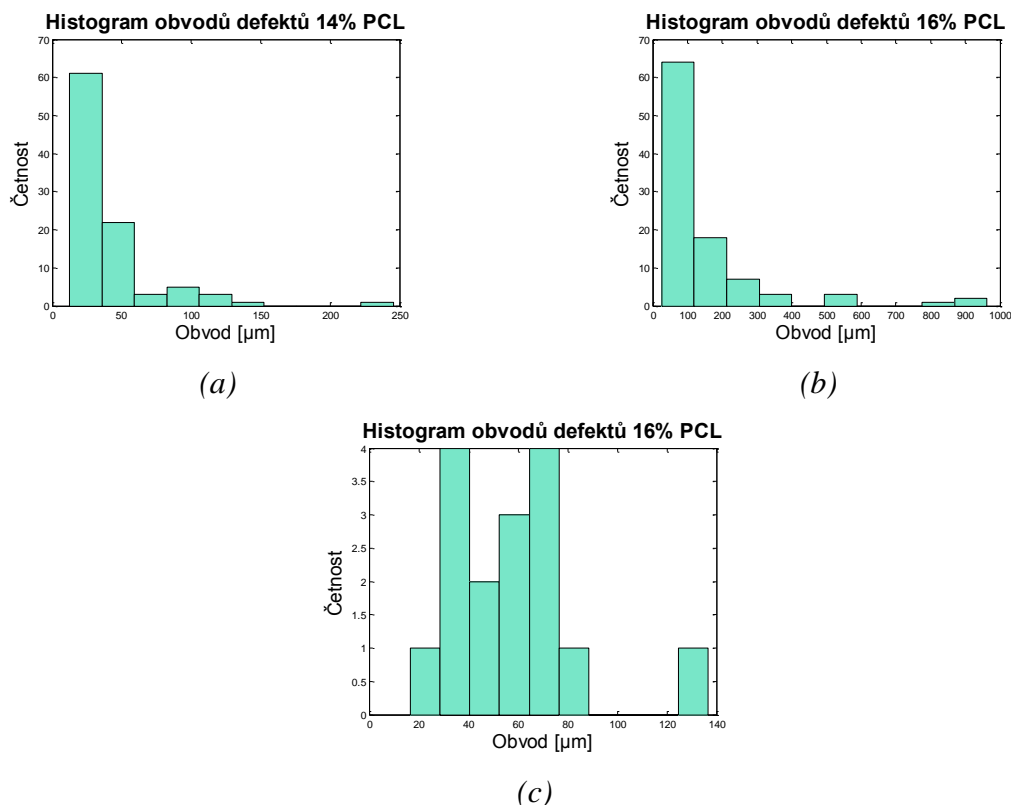 Histogram obvodů defektů 14% PCL
70
60
50
40
30
20
10
0
Četnost
0 50 100 150 200 250
Obvod [µm]
(a)
Histogram obvodů defektů 16% PCL
70
60
50
40
30
20
10
0
Četnost
0 100 200 300 400 500 600 700 800 900 1000
Obvod [µm]
(b)
Histogram obvodů defektů 16% PCL
4
3.5
3
2.5
2
1.5
1
0.5
0
Četnost
0 20 40 60 80 100 120 140
Obvod [µm]
(c)